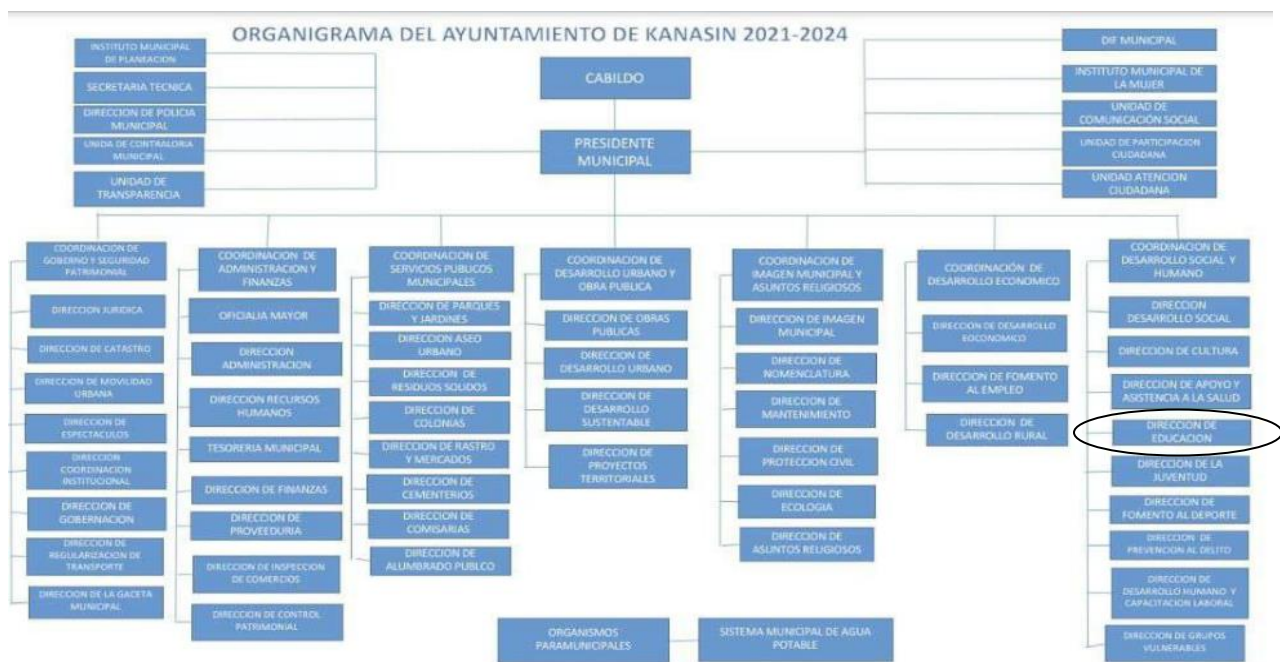 ORGANIGRAMA DEL AYUNTAMIENTO DE KANASIN 2021-2024
CABILDO
PRESIDENTE
MUNICIPAL
INSTITUTO MUNICIPAL
DE PLANEACION
SECRETARIA TECNICA
DIRECCION DE POLICIA
MUNICIPAL
UNIDA DE CONTRALORIA
MUNICIPAL
UNIDAD DE
TRANSPARENCIA
DIF MUNICIPAL
INSTITUTO MUNICIPAL DE
LA MUJER
UNIDAD DE
COMUNICACIÓN SOCIAL
UNIDAD DE PARTICIPACION
CIUDADANA
UNIDAD ATENCION
CIUDADANA
COORDINACION DE
GOBIERNO Y SEGURIDAD
PATRIMONIAL
DIRECCION JURIDICA
DIRECCION DE CATASTRO
DIRECCION DE MOVILIDAD
URBANA
DIRECCION DE
ESPECTACULOS
DIRECCION
COORDINACION
INSTITUCIONAL
DIRECCION DE
GOBERNACION
DIRECCION DE
REGULARIZACION DE
TRANSPORTE
DIRECCION DE LA GACETA
MUNICIPAL
COORDINACION DE
ADMINISTRACION Y
FINANZAS
OFICIALIA MAYOR
DIRECCION
ADMINISTRACION
DIRECCION RECURSOS
HUMANOS
TESORERIA MUNICIPAL
DIRECCION DE FINANZAS
DIRECCION DE
PROVEEDURIA
DIRECCION DE INSPECCION
DE COMERCIOS
DIRECCION DE CONTROL
PATRIMONIAL
COORDINACION DE
SERVICIOS PUBLICOS
MUNICIPALES
DIRECCION DE PARQUES
Y JARDINES
DIRECCION ASEO
URBANO
DIRECCION DE
RESIDUOS SOLIDOS
DIRECCION DE
COLONIAS
DIRECCION DE RASTRO
Y MERCADOS
DIRECCION DE
CEMENTERIOS
DIRECCION DE
COMISARIAS
DIRECCION DE
ALUMBRADO PUBLCO
COORDINACION DE
DESARROLLO URBANO Y
OBRA PUBLICA
DIRECCION DE OBRAS
PUBLICAS
DIRECCION DE
DESARROLLO URBANO
DIRECCION DE
DESARROLLO
SUSTENTABLE
DIRECCION DE
PROYECTOS
TERRITORIALES
COORDINACION
DE IMAGEN MUNICIPAL Y
ASUNTOS RELIGIOSOS
DIRECCION DE IMAGEN
MUNICIPAL
DIRECCION DE
NOMENCLATURA
DIRECCION DE
MANTENIMIENTO
DIRECCION DE
PROTECCION CIVIL
DIRECCION DE
ECOLOGIA
DIRECCION DE
ASUNTOS RELIGIOSOS
COORDINACIÓN DE
DESARROLLO ECONOMICO
DIRECCION DE DESARROLLO
EOCONOMICO
DIRECCION DE FOMENTO
AL EMPLEO
DIRECCION DE
DESARROLLO RURAL
COORDINACION DE
DESARROLLO SOCIAL Y
HUMANO
DIRECCION
DESARROLLO SOCIAL
DIRECCION DE CULTURA
DIRECCION DE APOYO Y
ASISTENCIA A LA SALUD
DIRECCION DE
EDUCACION
DIRECCION DE LA
JUVENTUD
DIRECCION DE
FOMENTO AL DEPORTE
DIRECCION DE
PREVENCION AL DELITO
DIRECCION DE
DESARROLLO HUMANO Y
CAPACITACION LABORAL
DIRECCION DE GRUPOS
VULNERABLES
ORGANISMOS
PARAMUNICIPALES
SISTEMA MUNICIPAL DE AGUA
POTABLE